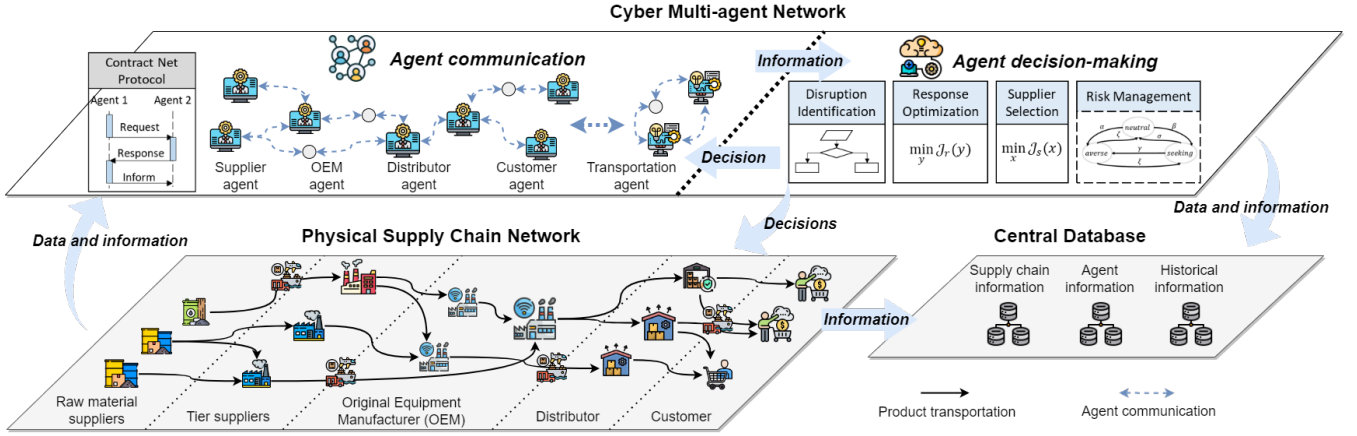 Cyber Multi-agent Network
Contract Net
Protocol
Agent 1 Agent 2
Request
Response
Inform
Agent communication
Supplier
agent
OEM
agent
Distributor
agent
Customer
agent
Transportation
agent
Information
Decision
Agent decision-making
Disruption
Identification
Response
Optimization
min J_r(y)
y
Supplier
Selection
min J_s(x)
x
Risk Management
neutral
averse
seeking
α
β
ξ
σ
γ
ξ
Data and information
Decisions
Data and information
Physical Supply Chain Network
Raw material
suppliers
Tier suppliers
Original Equipment
Manufacturer (OEM)
Distributor
Customer
Information
Central Database
Supply chain
information
Agent
information
Historical
information
Product transportation
Agent communication